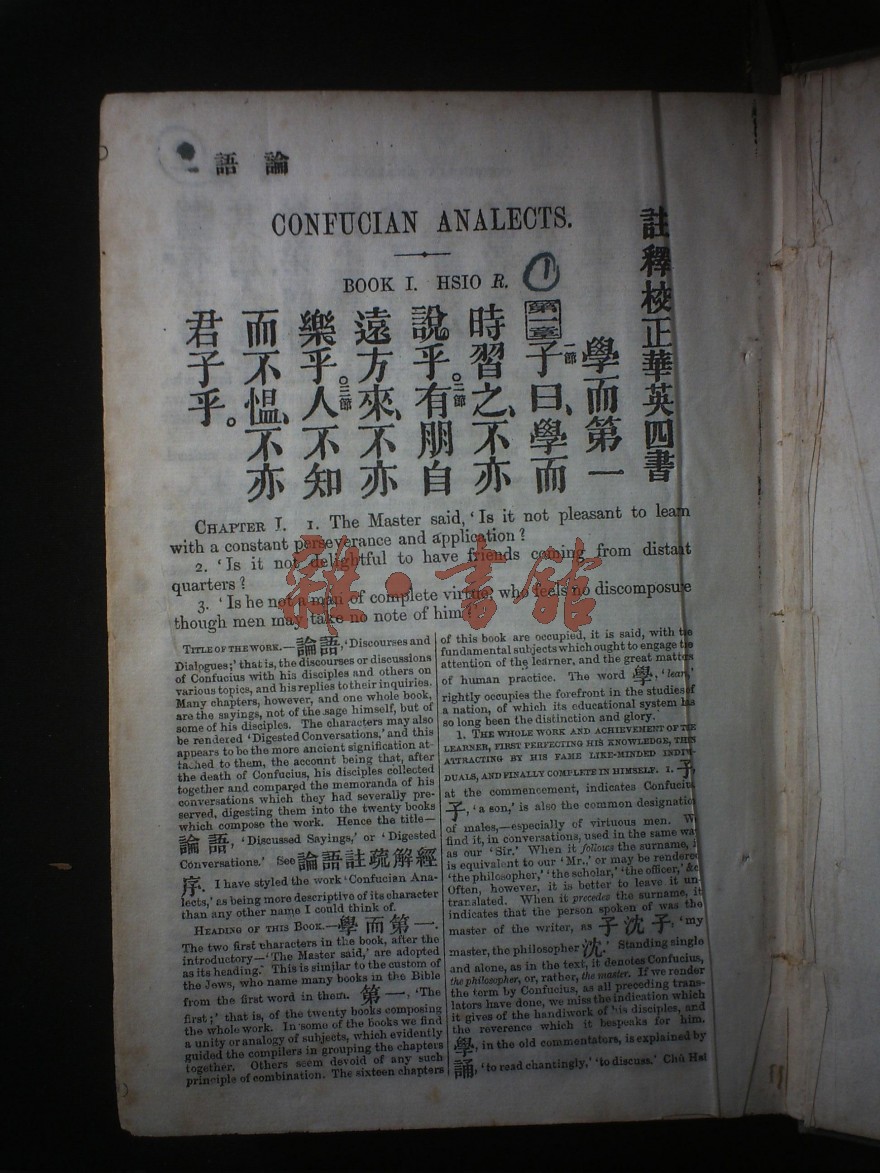 論語
CONFUCIAN ANALECTS.
BOOK I. HSIO R.
1
註釋校正華英四書
學而第一
第一章 一節 子曰、學而
時習之、不亦
說乎。二節 有朋自
遠方來、不亦
樂乎。三節 人不知
而不慍、不亦
君子乎。
CHAPTER I. 1. The Master said, ‘Is it not pleasant to learn
with a constant perseverance and application?
2. ‘Is it not delightful to have friends coming from distant
quarters?
3. ‘Is he not a man of complete virtue, who feels no discomposure
though men may take no note of him
雜·書館
TITLE OF THE WORK.—論語, ‘Discourses and
Dialogues;’ that is, the discourses or discussions
of Confucius with his disciples and others on
various topics, and his replies to their inquiries.
Many chapters, however, and one whole book,
are the sayings, not of the sage himself, but of
some of his disciples. The characters may also
be rendered ‘Digested Conversations,’ and this
appears to be the more ancient signification at-
tached to them, the account being that, after
the death of Confucius, his disciples collected
together and compared the memoranda of his
conversations which they had severally pre-
served, digesting them into the twenty books
which compose the work. Hence the title—
論語, ‘Discussed Sayings,’ or ‘Digested
Conversations.’ See 論語註疏解經
序. I have styled the work ‘Confucian Ana-
lects,’ as being more descriptive of its character
than any other name I could think of.
HEADING OF THIS BOOK.—學而第一.
The two first characters in the book, after the
introductory—‘The Master said,’ are adopted
as its heading. This is similar to the custom of
the Jews, who name many books in the Bible
from the first word in them. 第一, ‘The
first;’ that is, of the twenty books composing
the whole work. In some of the books we find
a unity or analogy of subjects, which evidently
guided the compilers in grouping the chapters
together. Others seem devoid of any such
principle of combination. The sixteen chapters
of this book are occupied, it is said, with the
fundamental subjects which ought to engage the
attention of the learner, and the great matters
of human practice. The word 學, ‘learn,’
rightly occupies the forefront in the studies of
a nation, of which its educational system has
so long been the distinction and glory.
1. THE WHOLE WORK AND ACHIEVEMENT OF THE
LEARNER, FIRST PERFECTING HIS KNOWLEDGE, THEN
ATTRACTING BY HIS FAME LIKE-MINDED INDIVI-
DUALS, AND FINALLY COMPLETE IN HIMSELF. 1. 子,
at the commencement, indicates Confucius
子, ‘a son,’ is also the common designation
of males,—especially of virtuous men. We
find it, in conversations, used in the same way
as our ‘Sir.’ When it follows the surname, i
is equivalent to our ‘Mr.,’ or may be rendered
‘the philosopher,’ ‘the scholar,’ ‘the officer,’ &c
Often, however, it is better to leave it un-
translated. When it precedes the surname, it
indicates that the person spoken of was the
master of the writer, as 子沈子, ‘my
master, the philosopher 沈.’ Standing single
and alone, as in the text, it denotes Confucius,
the philosopher, or, rather, the master. If we render
the term by Confucius, as all preceding trans-
lators have done, we miss the indication which
it gives of the handiwork of his disciples, and
the reverence which it bespeaks for him.
學, in the old commentators, is explained by
誦, ‘to read chantingly,’ ‘to discuss.’ Chû Hsî